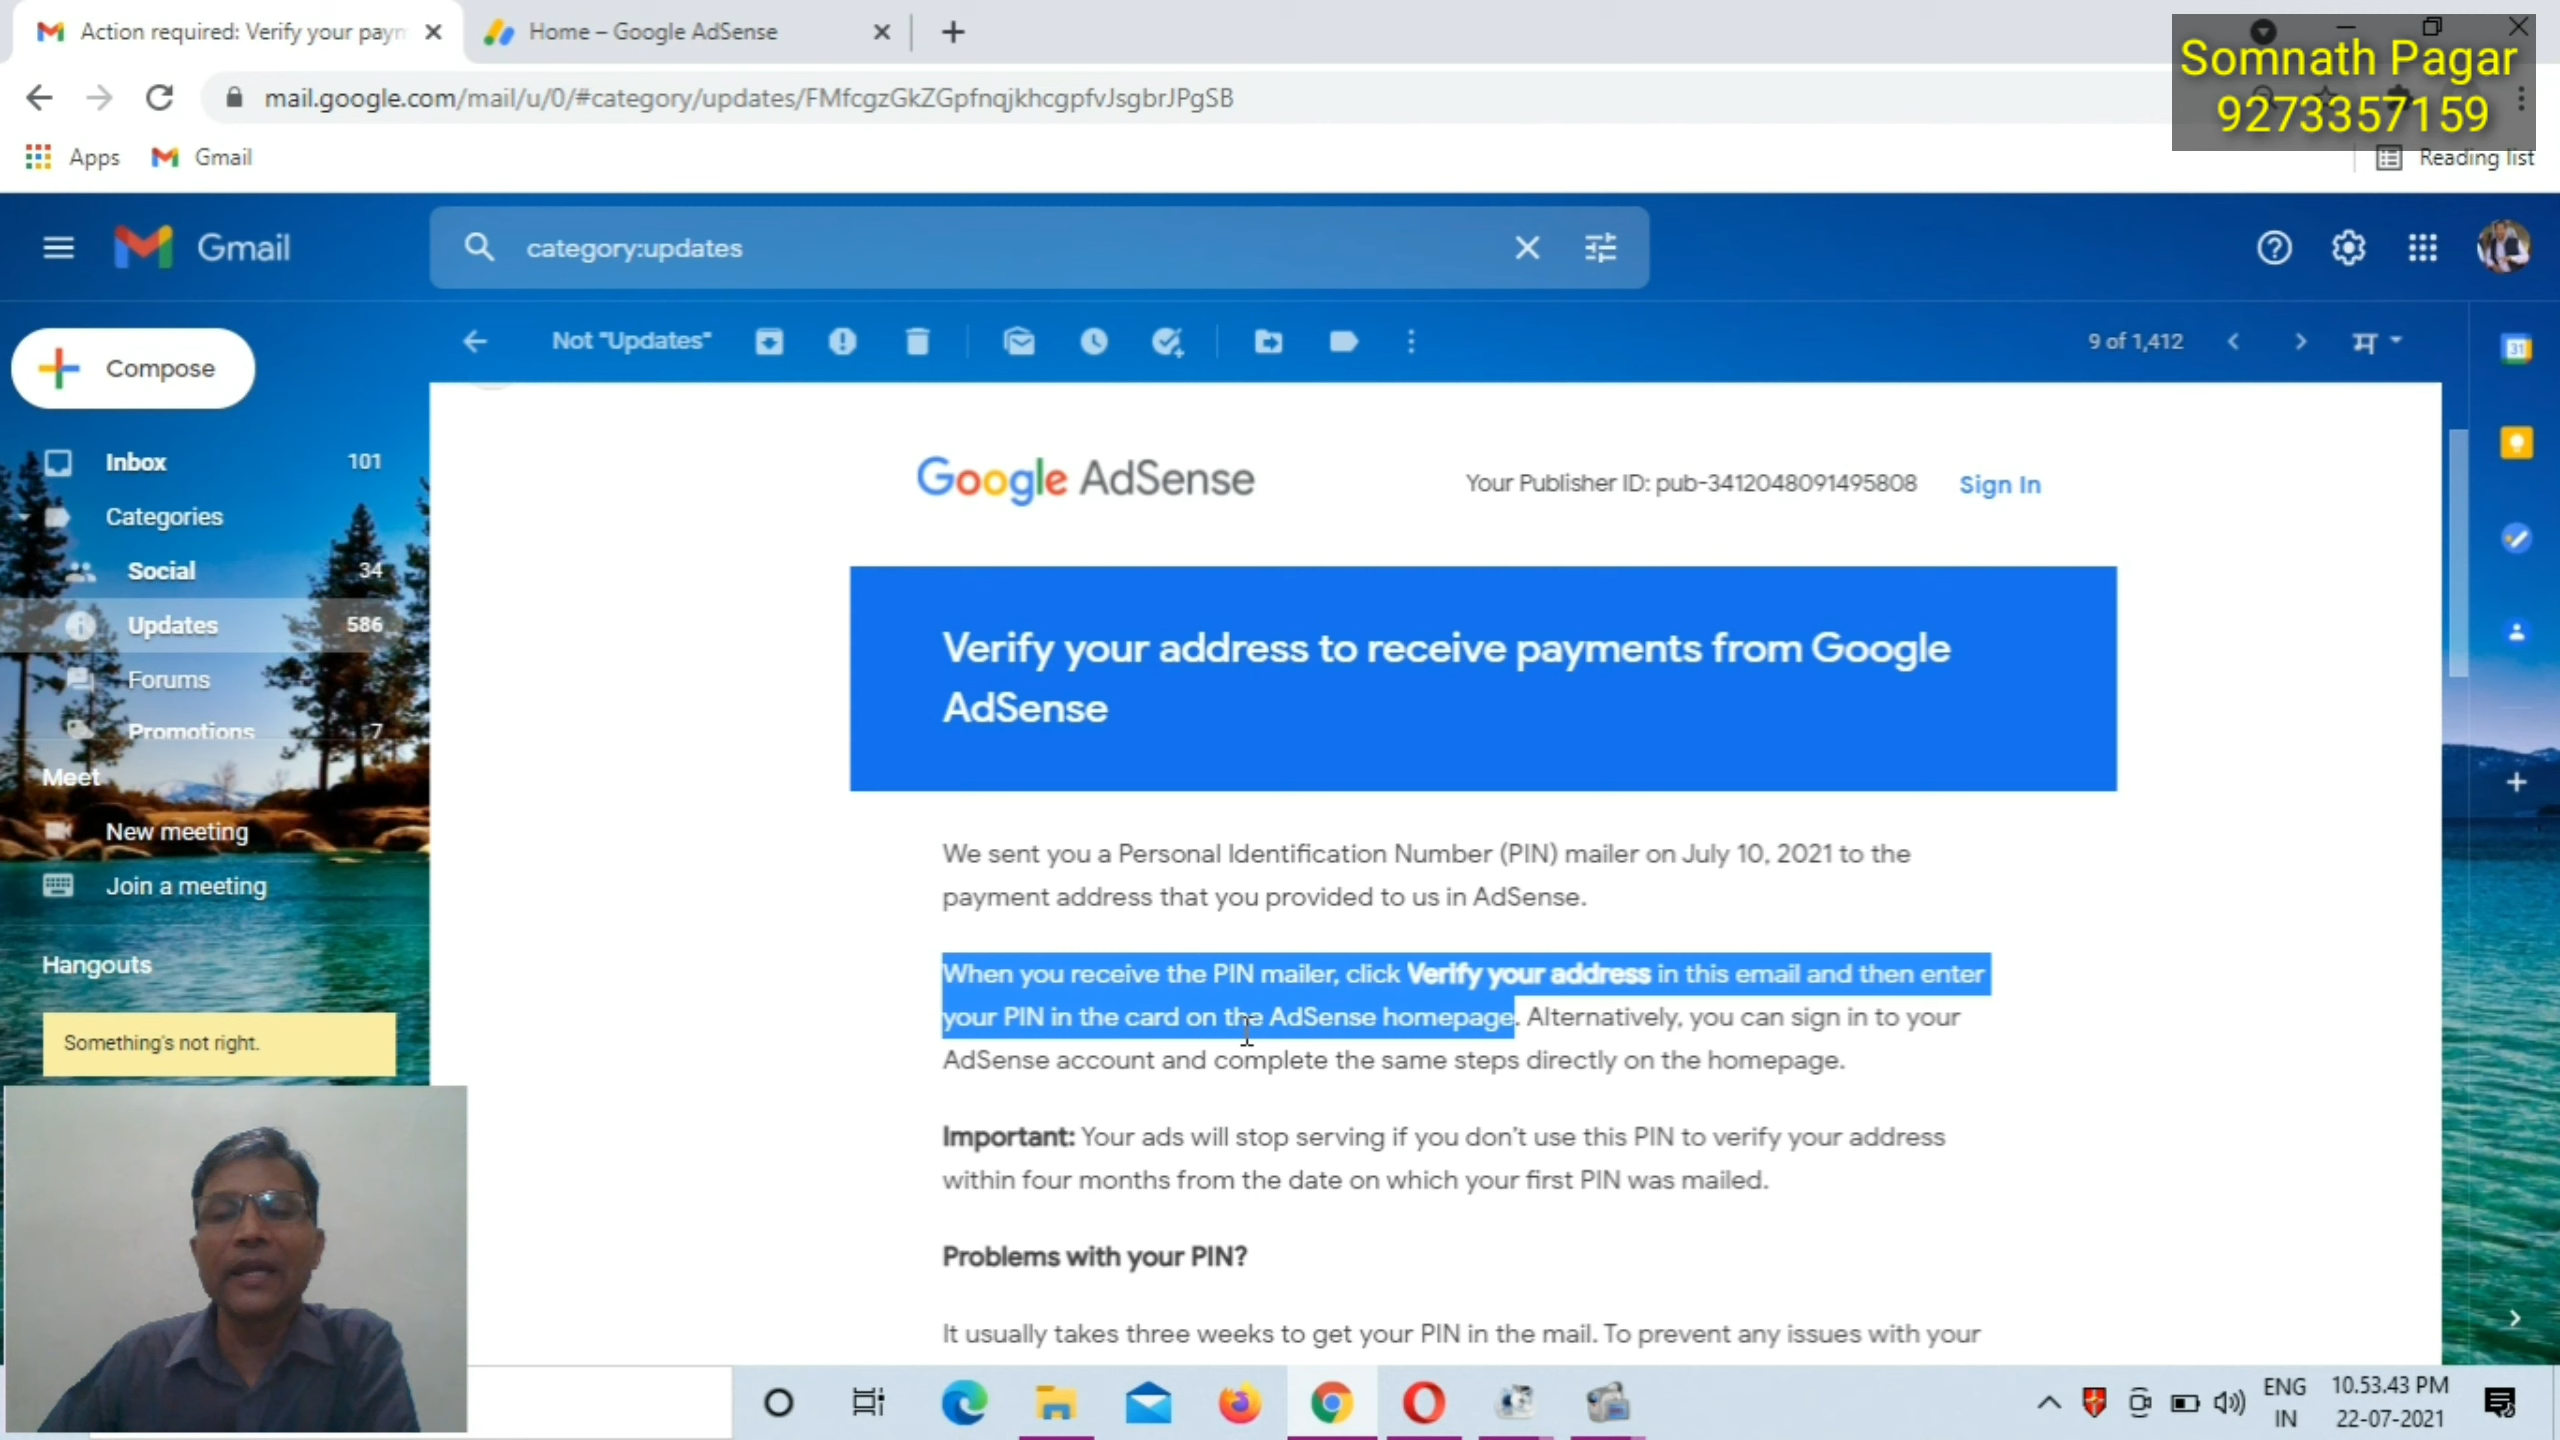 Action required: Verify your paym
Home – Google AdSense
Somnath Pagar
9273357159
mail.google.com/mail/u/0/#category/updates/FMfcgzGkZGpfnqjkhcgpfvJsgbrJPgSB
Apps
Gmail
Reading list
Gmail
category:updates
Compose
Not "Updates"
9 of 1,412
म
31
Inbox 101
Categories
Social 34
Updates 586
Forums
Promotions 7
Meet
New meeting
Join a meeting
Hangouts
Something's not right.
Google AdSense
Your Publisher ID: pub-3412048091495808
Sign In
Verify your address to receive payments from Google
AdSense
We sent you a Personal Identification Number (PIN) mailer on July 10, 2021 to the
payment address that you provided to us in AdSense.
When you receive the PIN mailer, click Verify your address in this email and then enter
your PIN in the card on the AdSense homepage. Alternatively, you can sign in to your
AdSense account and complete the same steps directly on the homepage.
Important: Your ads will stop serving if you don't use this PIN to verify your address
within four months from the date on which your first PIN was mailed.
Problems with your PIN?
It usually takes three weeks to get your PIN in the mail. To prevent any issues with your
ENG
IN
10.53.43 PM
22-07-2021